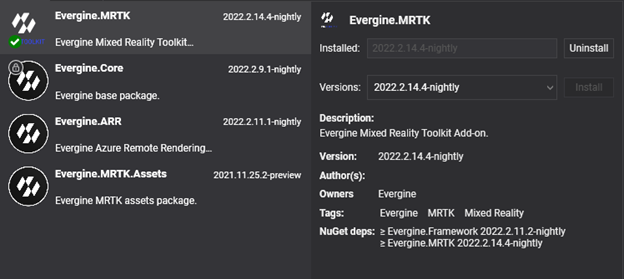 Evergine.MRTK 2022.2.14.4-nightly
Evergine Mixed Reality Toolkit...
Evergine.Core 2022.2.9.1-nightly
Evergine base package.
Evergine.ARR 2022.2.11.1-nightly
Evergine Azure Remote Rendering...
Evergine.MRTK.Assets 2021.11.25.2-preview
Evergine MRTK assets package.
Evergine.MRTK
Installed: 2022.2.14.4-nightly Uninstall
Versions: 2022.2.14.4-nightly Install
Description:
Evergine Mixed Reality Toolkit Add-on.
Version: 2022.2.14.4-nightly
Author(s):
Owners Evergine
Tags: Evergine MRTK Mixed Reality
NuGet deps: ≥ Evergine.Framework 2022.2.11.2-nightly
≥ Evergine.MRTK 2022.2.14.4-nightly